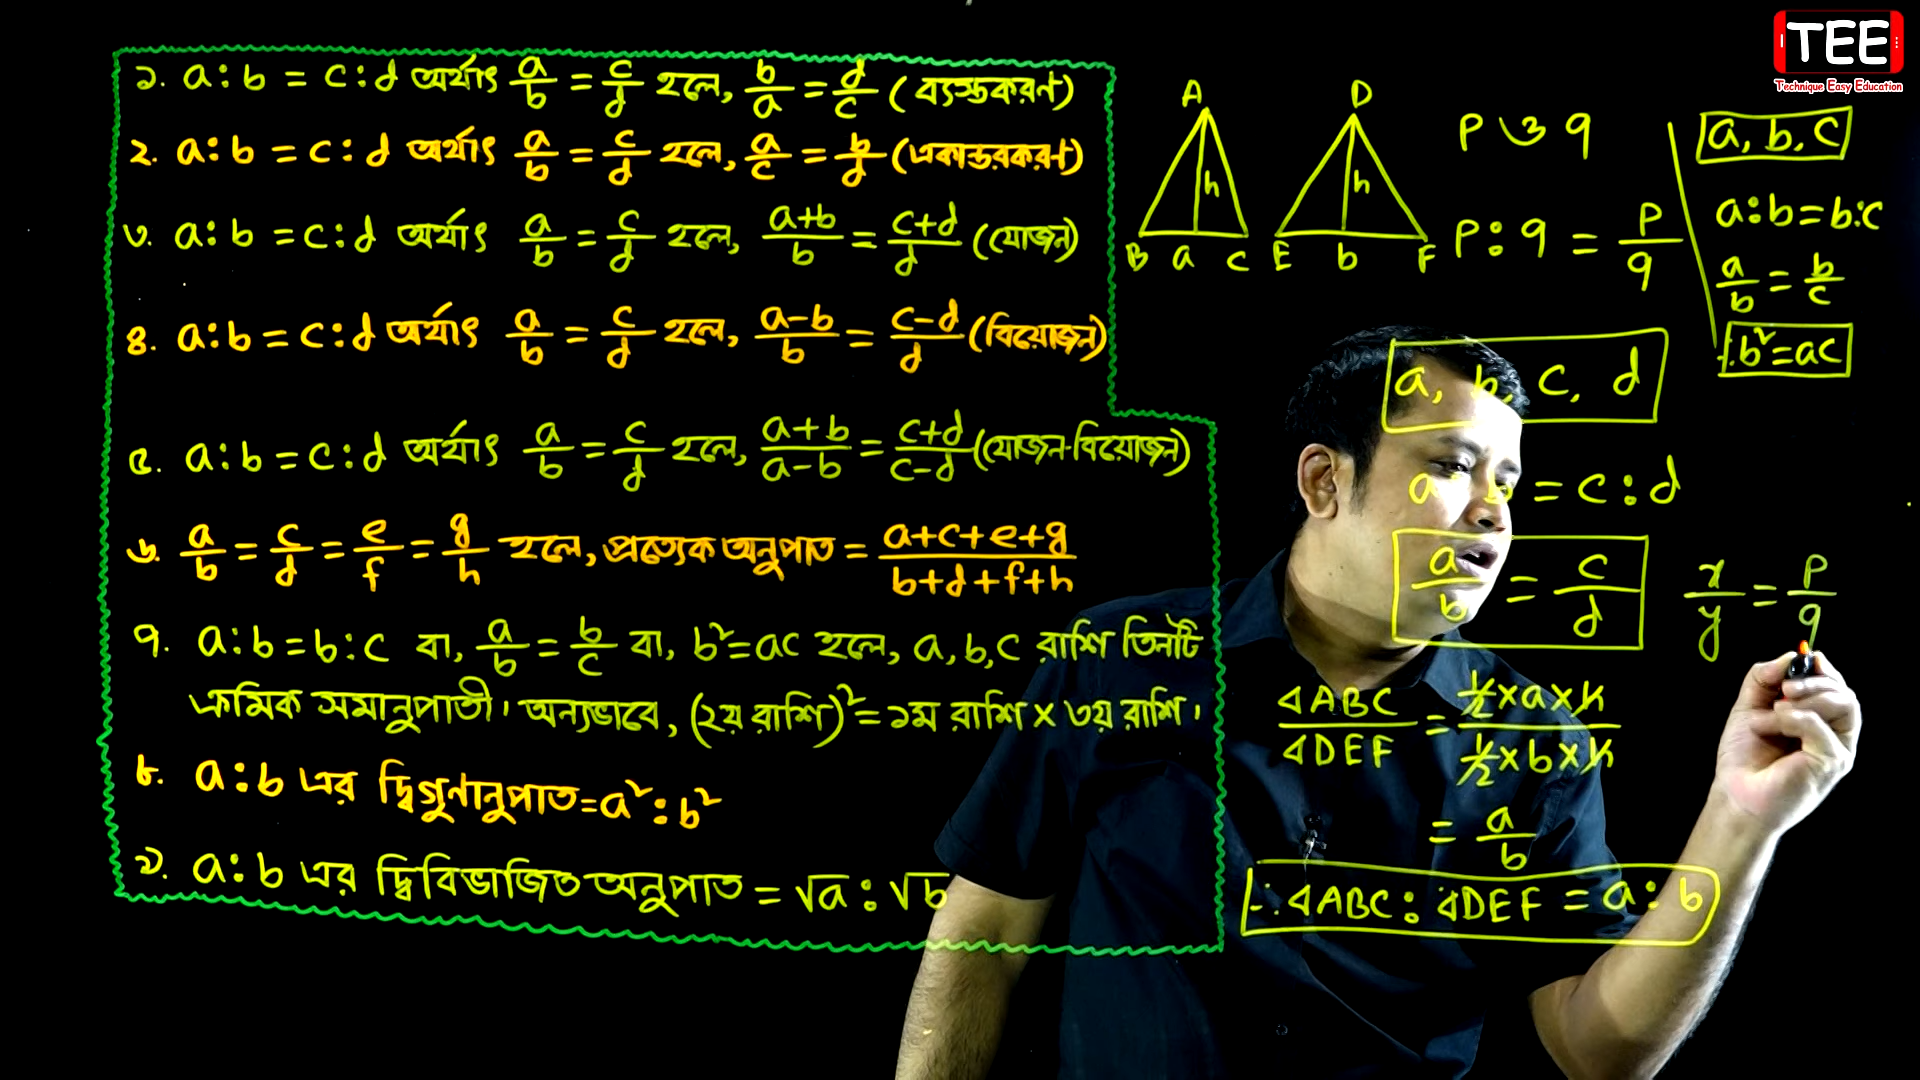 ১. a:b = c:d অর্থাৎ a/b = c/d হলে, b/a = d/c (ব্যস্তকরণ)
২. a:b = c:d অর্থাৎ a/b = c/d হলে, a/c = b/d (একান্তরকরণ)
৩. a:b = c:d অর্থাৎ a/b = c/d হলে, (a+b)/b = (c+d)/d (যোজন)
৪. a:b = c:d অর্থাৎ a/b = c/d হলে, (a-b)/b = (c-d)/d (বিয়োজন)
৫. a:b = c:d অর্থাৎ a/b = c/d হলে, (a+b)/(a-b) = (c+d)/(c-d) (যোজন-বিয়োজন)
৬. a/b = c/d = e/f = g/h হলে, প্রত্যেক অনুপাত = (a+c+e+g)/(b+d+f+h)
৭. a:b = b:c বা, a/b = b/c বা, b²=ac হলে, a, b, c রাশি তিনটি
ক্রমিক সমানুপাতী। অন্যভাবে, (২য় রাশি)² = ১ম রাশি × ৩য় রাশি।
৮. a:b এর দ্বিগুণানুপাত = a²:b²
৯. a:b এর দ্বিবিভাজিত অনুপাত = √a : √b
A
h
B a C
D
h
E b F
P ও q
P : q = P/q
a, b, c
a:b = b:c
a/b = b/c
∴ b² = ac
a, b, c, d
a : b = c : d
a/b = c/d
x/y = P/q
△ABC/△DEF = (1/2 × a × h)/(1/2 × b × h)
= a/b
∴ △ABC : △DEF = a : b
TEE
Technique Easy Education